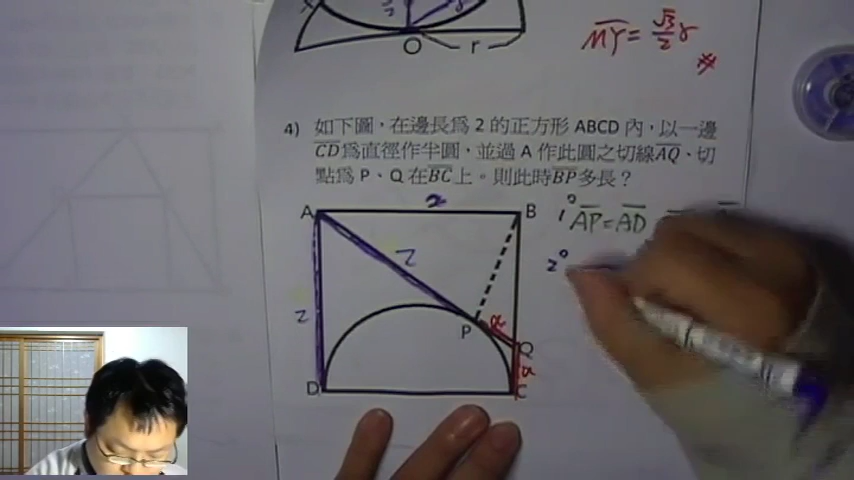 O
r
MY = √3/2 r
#
4) 如下圖，在邊長為 2 的正方形 ABCD 內，以一邊
CD為直徑作半圓，並過 A 作此圓之切線AQ、切
點為 P、Q 在BC上。則此時BP多長？
2
A
B
1° AP = AD
2
2°
2
P
x
Q
x
D
C